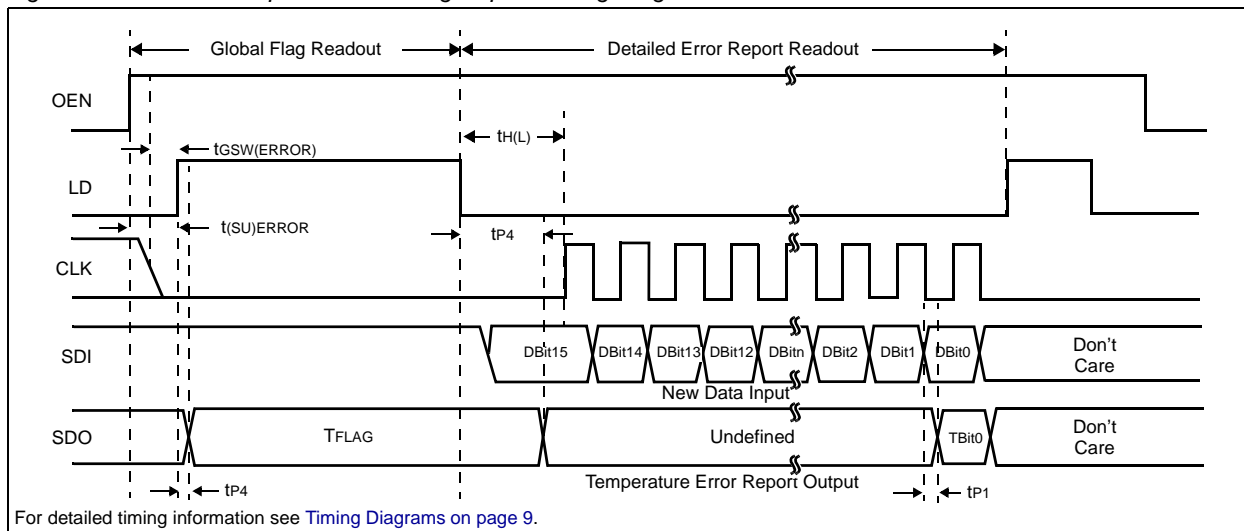 Global Flag Readout
Detailed Error Report Readout
OEN
tH(L)
tGSW(ERROR)
LD
t(SU)ERROR
tP4
CLK
SDI
DBit15 DBit14 DBit13 DBit12 DBitn DBit2 DBit1 DBit0
Don't
Care
New Data Input
SDO
TFLAG
Undefined
TBit0
Don't
Care
Temperature Error Report Output
tP4
tP1
For detailed timing information see Timing Diagrams on page 9.